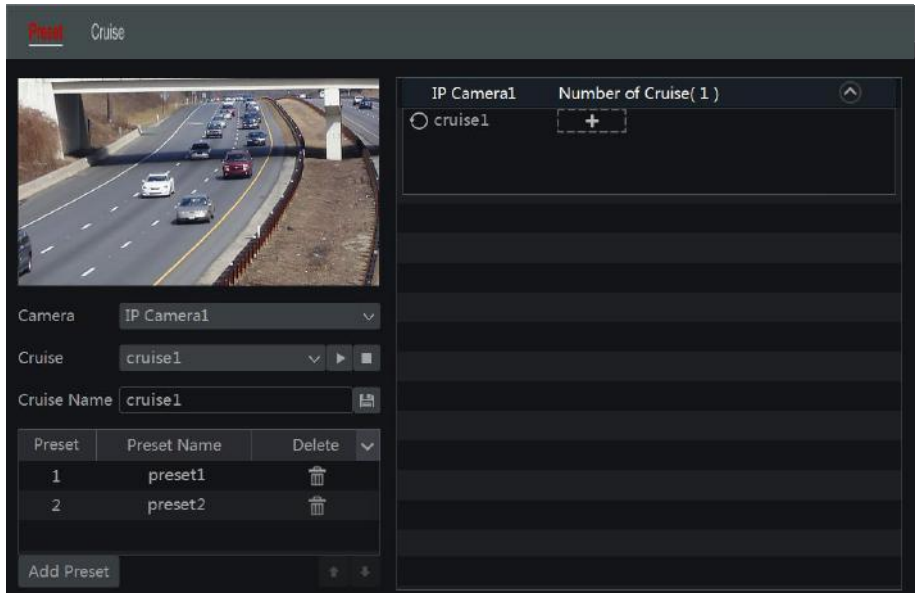 Preset Cruise
IP Camera1 Number of Cruise( 1 )
cruise1
Camera IP Camera1
Cruise cruise1
Cruise Name cruise1
Preset Preset Name Delete
1 preset1
2 preset2
Add Preset